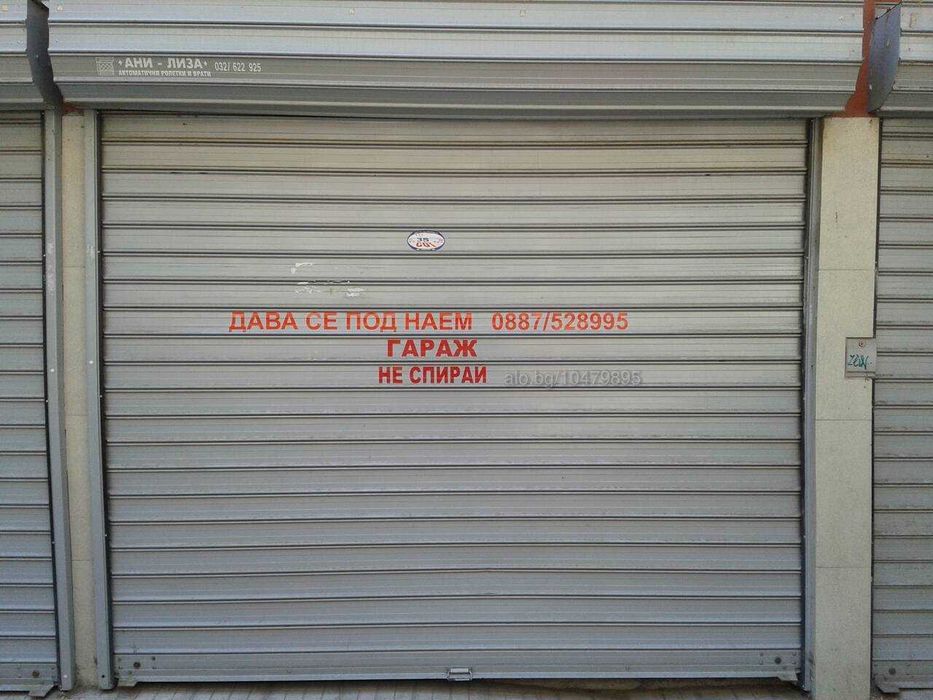 •АНИ - ЛИЗА• 032/ 622 925
АВТОМАТИЧНИ РОЛЕТКИ И ВРАТИ
ДАВА СЕ ПОД НАЕМ 0887/528995
ГАРАЖ
НЕ СПИРАЙ alo.bg/10479895